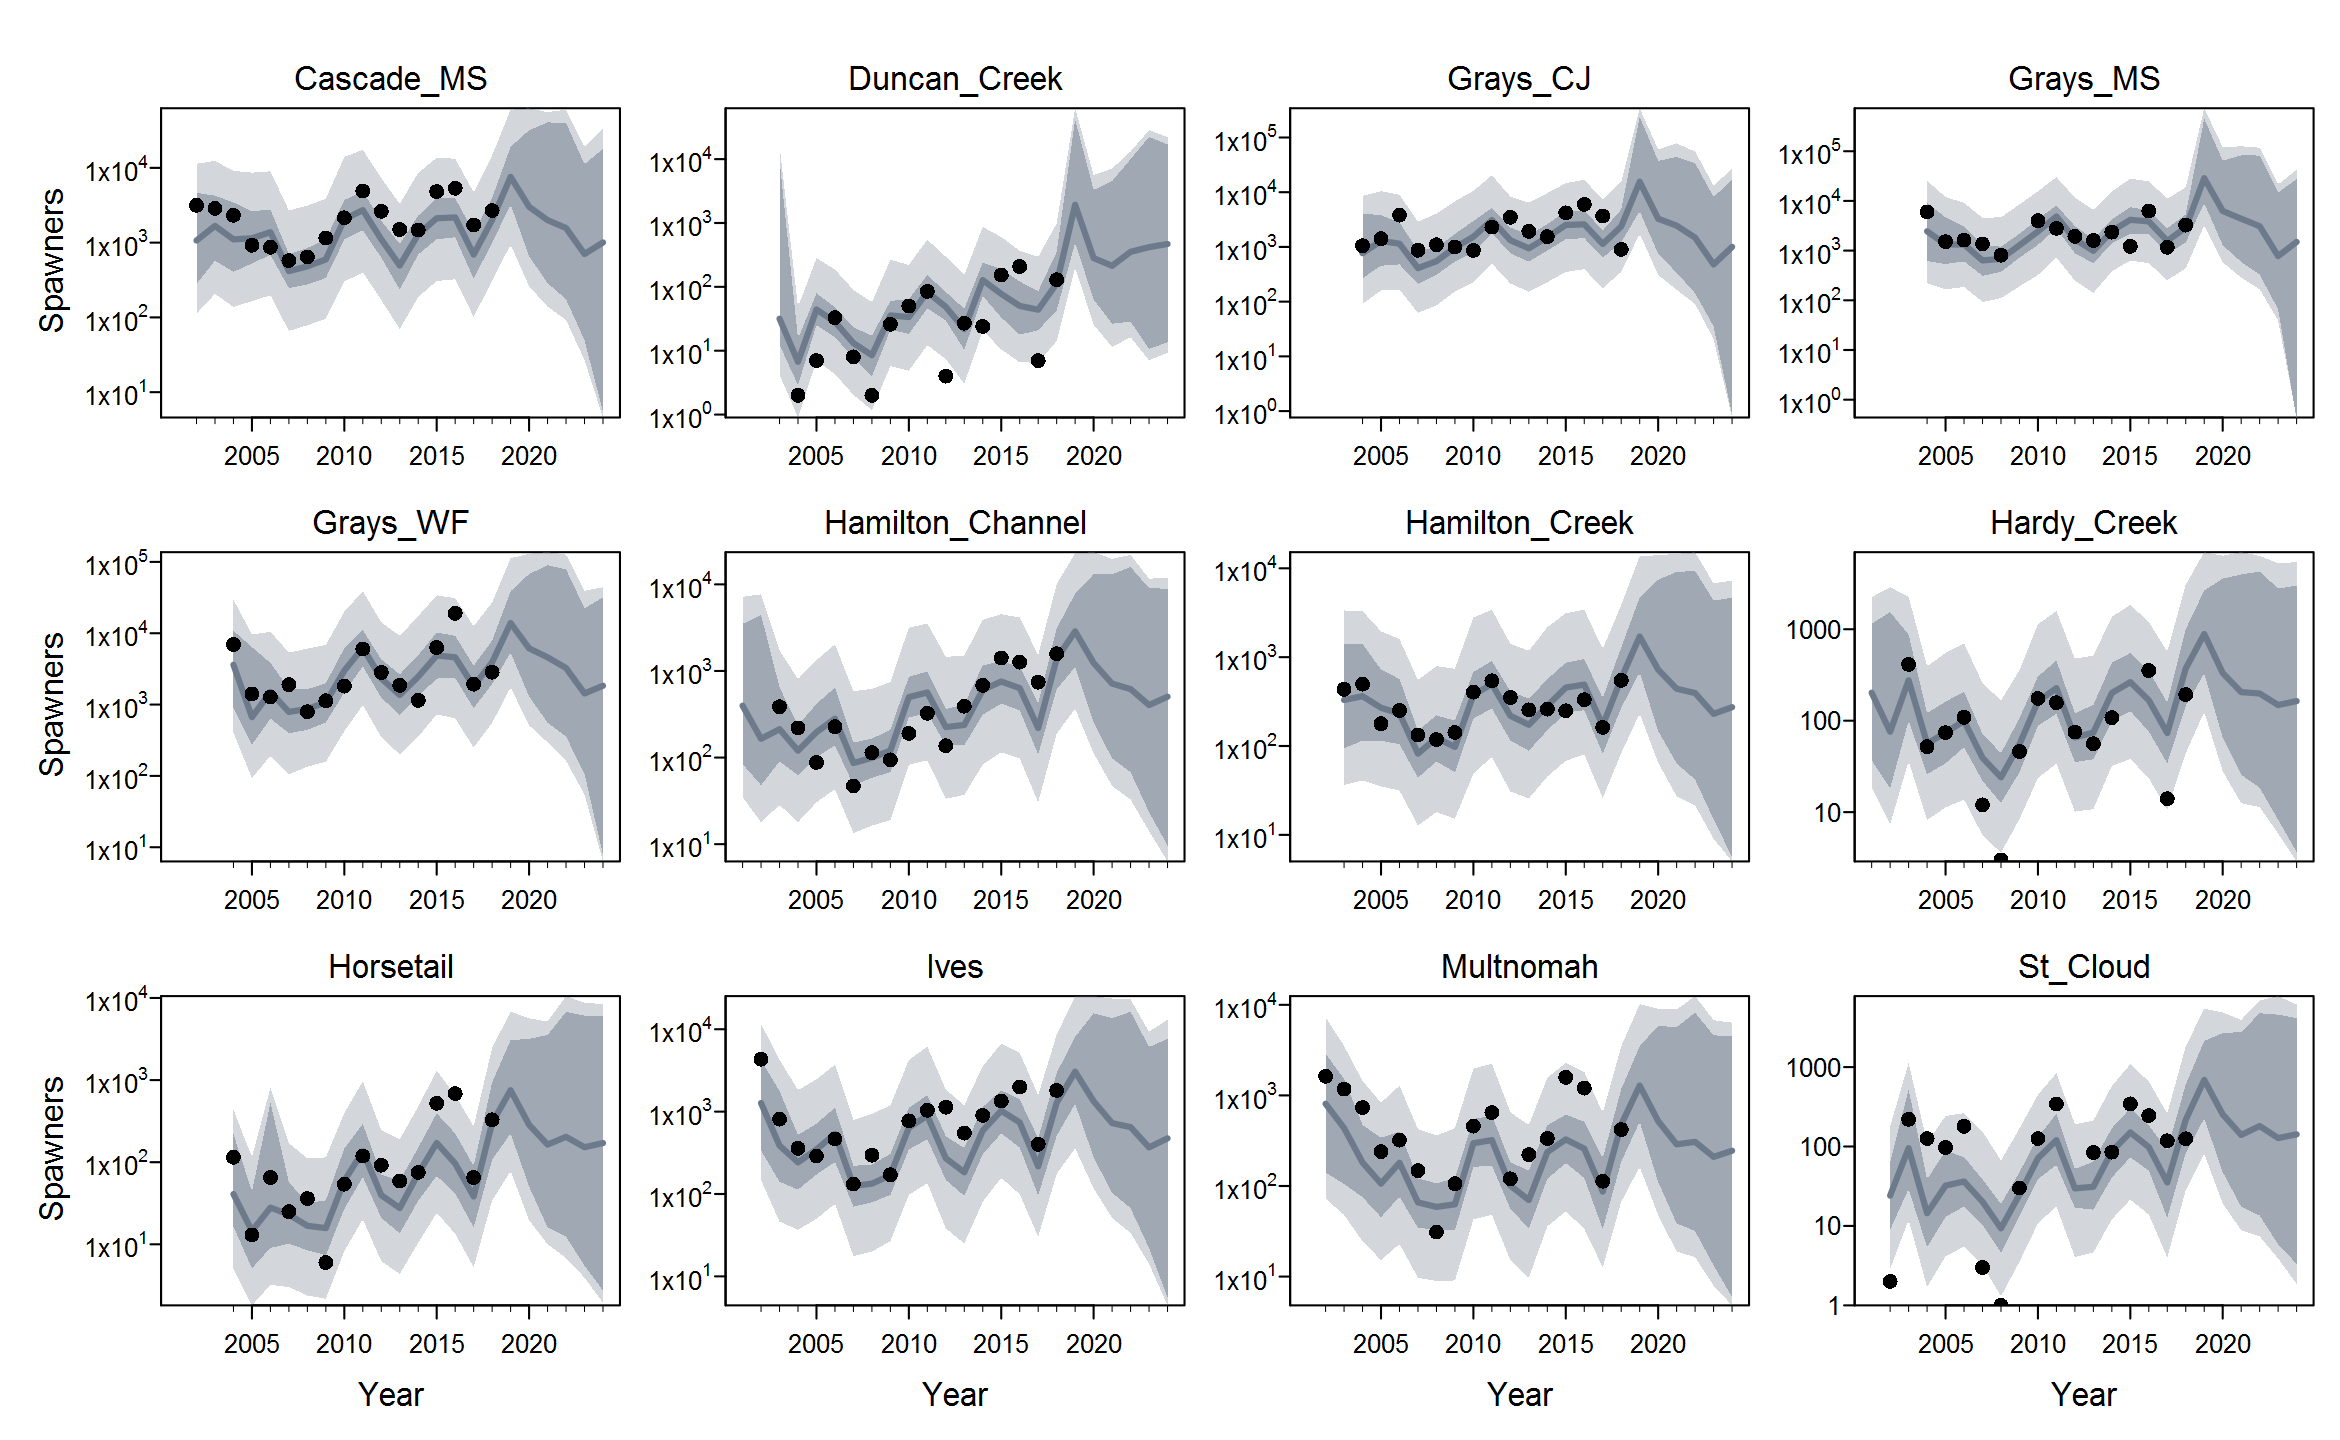 Cascade_MS Duncan_Creek Grays_CJ Grays_MS
Spawners
1x10^4
1x10^3
1x10^2
1x10^1
2005 2010 2015 2020
1x10^4
1x10^3
1x10^2
1x10^1
1x10^0
2005 2010 2015 2020
1x10^5
1x10^4
1x10^3
1x10^2
1x10^1
1x10^0
2005 2010 2015 2020
1x10^5
1x10^4
1x10^3
1x10^2
1x10^1
1x10^0
2005 2010 2015 2020
Grays_WF Hamilton_Channel Hamilton_Creek Hardy_Creek
Spawners
1x10^5
1x10^4
1x10^3
1x10^2
1x10^1
2005 2010 2015 2020
1x10^4
1x10^3
1x10^2
1x10^1
2005 2010 2015 2020
1x10^4
1x10^3
1x10^2
1x10^1
2005 2010 2015 2020
1000
100
10
2005 2010 2015 2020
Horsetail Ives Multnomah St_Cloud
Spawners
1x10^4
1x10^3
1x10^2
1x10^1
2005 2010 2015 2020
1x10^4
1x10^3
1x10^2
1x10^1
2005 2010 2015 2020
1x10^4
1x10^3
1x10^2
1x10^1
2005 2010 2015 2020
1000
100
10
1
2005 2010 2015 2020
Year Year Year Year